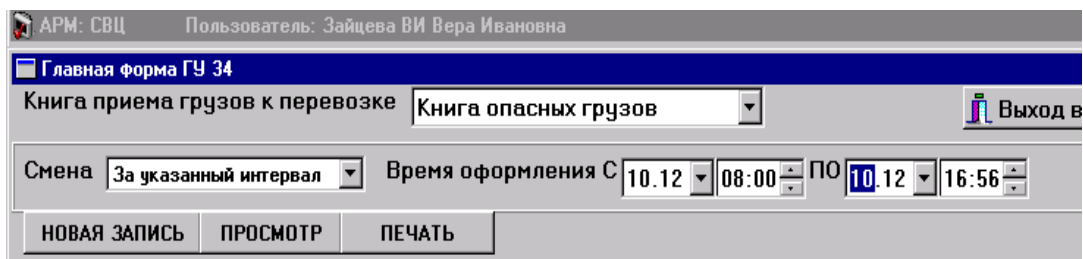 АРМ: СВЦ Пользователь: Зайцева ВИ Вера Ивановна
Главная форма ГУ 34
Книга приема грузов к перевозке Книга опасных грузов Выход в
Смена За указанный интервал Время оформления С 10.12 08:00 ПО 10.12 16:56
НОВАЯ ЗАПИСЬ ПРОСМОТР ПЕЧАТЬ